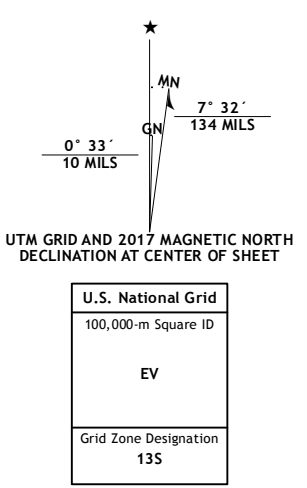 ★
MN
GN
7° 32´
134 MILS
0° 33´
10 MILS
UTM GRID AND 2017 MAGNETIC NORTH
DECLINATION AT CENTER OF SHEET
U.S. National Grid
100,000-m Square ID
EV
Grid Zone Designation
13S